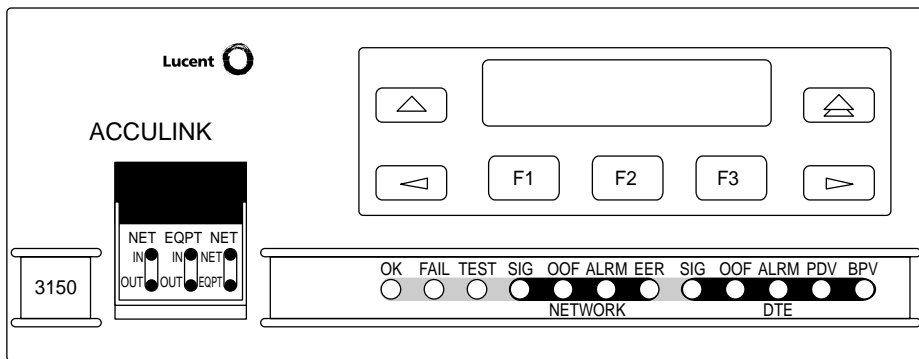 Lucent
ACCULINK
F1 F2 F3
NET EQPT NET
IN IN NET
OUT OUT EQPT
3150
OK FAIL TEST SIG OOF ALRM EER SIG OOF ALRM PDV BPV
NETWORK DTE